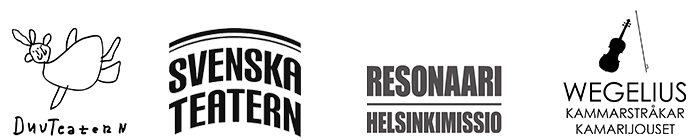 DuvTeatern
SVENSKA
TEATERN
RESONAARI
HELSINKIMISSIO
WEGELIUS
KAMMARSTRÅKAR
KAMARIJOUSET